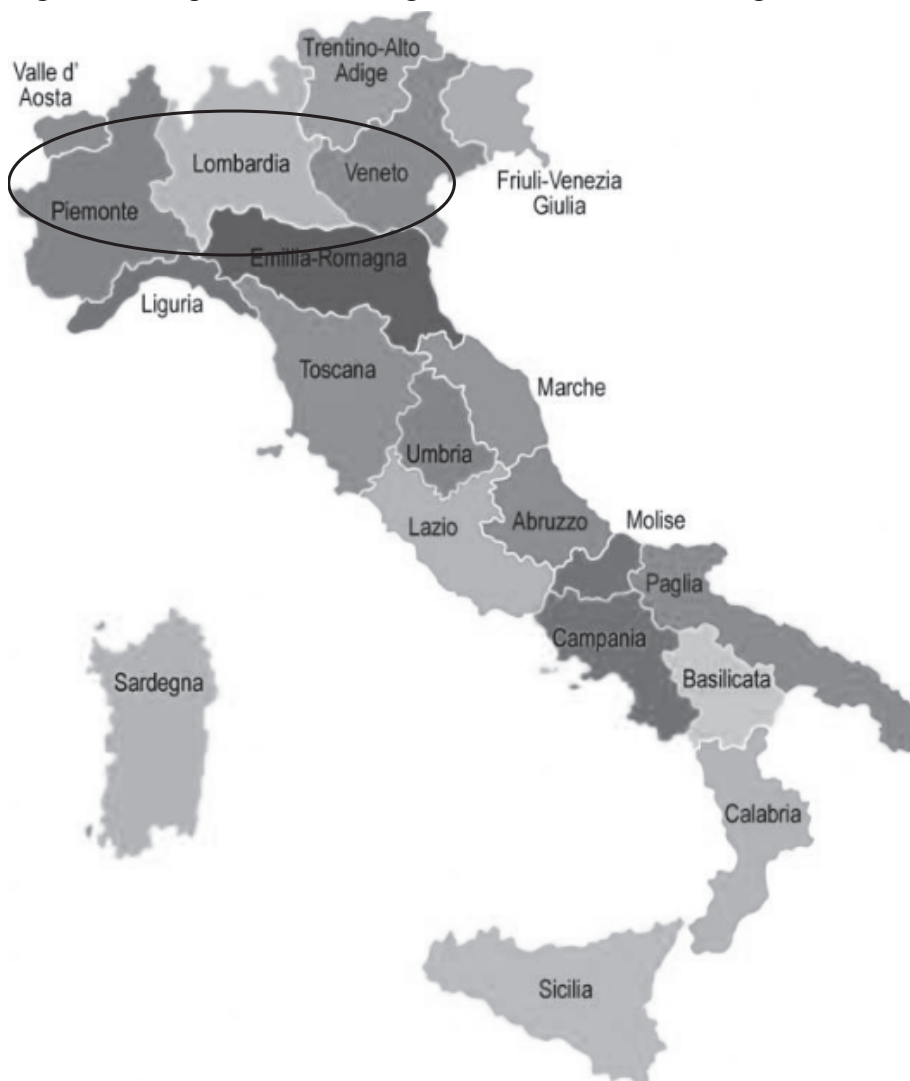 Trentino-Alto
Adige
Valle d'
Aosta
Lombardia
Veneto
Friuli-Venezia
Giulia
Piemonte
Emillia-Romagna
Liguria
Toscana
Marche
Umbria
Lazio
Abruzzo
Molise
Paglia
Campania
Basilicata
Sardegna
Calabria
Sicilia